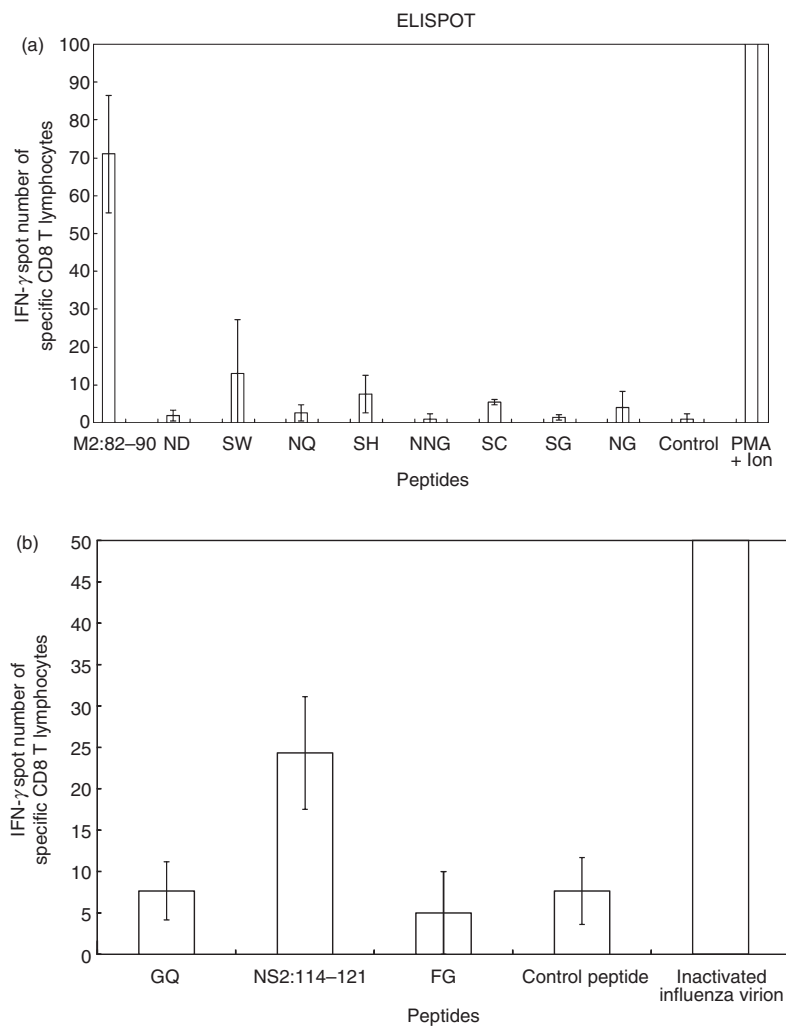 ELISPOT
(a)
100
90
80
70
60
50
40
30
20
10
0
IFN-γ spot number of
specific CD8 T lymphocytes
M2:82–90 ND SW NQ SH NNG SC SG NG Control PMA
+ Ion
Peptides
(b)
50
45
40
35
30
25
20
15
10
5
0
IFN-γ spot number of
specific CD8 T lymphocytes
GQ NS2:114–121 FG Control peptide Inactivated
influenza virion
Peptides